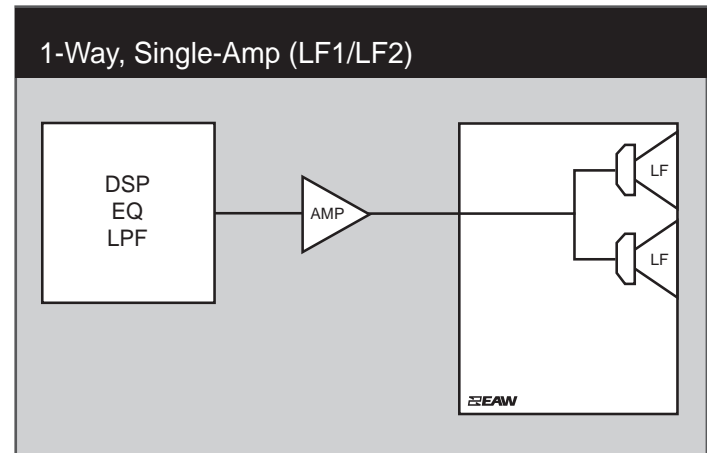 1-Way, Single-Amp (LF1/LF2)
DSP
EQ
LPF
AMP
LF
LF
EAW